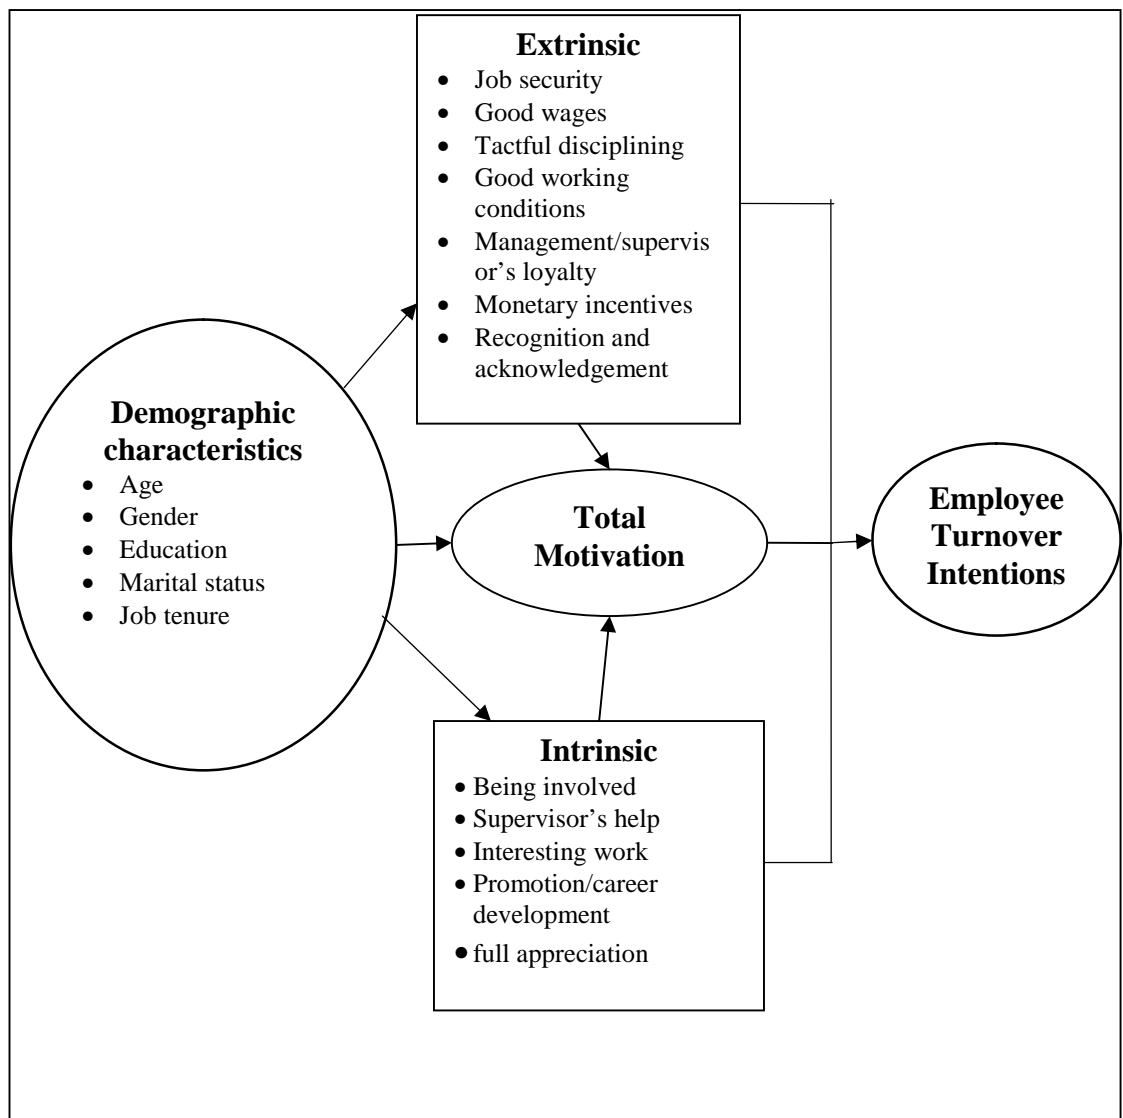 Extrinsic
• Job security
• Good wages
• Tactful disciplining
• Good working
conditions
• Management/supervis
or’s loyalty
• Monetary incentives
• Recognition and
acknowledgement
Demographic
characteristics
• Age
• Gender
• Education
• Marital status
• Job tenure
Total
Motivation
Employee
Turnover
Intentions
Intrinsic
• Being involved
• Supervisor’s help
• Interesting work
• Promotion/career
development
• full appreciation